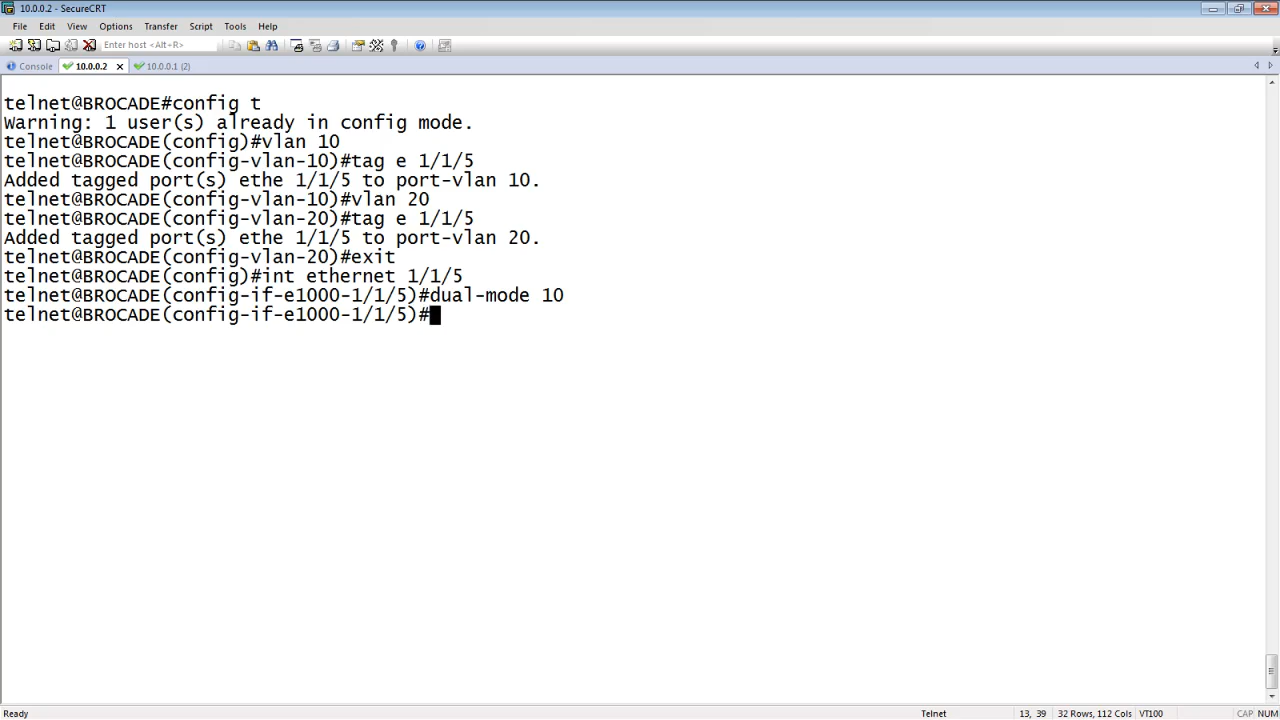 10.0.0.2 - SecureCRT
File Edit View Options Transfer Script Tools Help
Enter host <Alt+R>
Console 10.0.0.2 10.0.0.1 (2)
telnet@BROCADE#config t
Warning: 1 user(s) already in config mode.
telnet@BROCADE(config)#vlan 10
telnet@BROCADE(config-vlan-10)#tag e 1/1/5
Added tagged port(s) ethe 1/1/5 to port-vlan 10.
telnet@BROCADE(config-vlan-10)#vlan 20
telnet@BROCADE(config-vlan-20)#tag e 1/1/5
Added tagged port(s) ethe 1/1/5 to port-vlan 20.
telnet@BROCADE(config-vlan-20)#exit
telnet@BROCADE(config)#int ethernet 1/1/5
telnet@BROCADE(config-if-e1000-1/1/5)#dual-mode 10
telnet@BROCADE(config-if-e1000-1/1/5)#
Ready Telnet 13, 39 32 Rows, 112 Cols VT100 CAP NUM